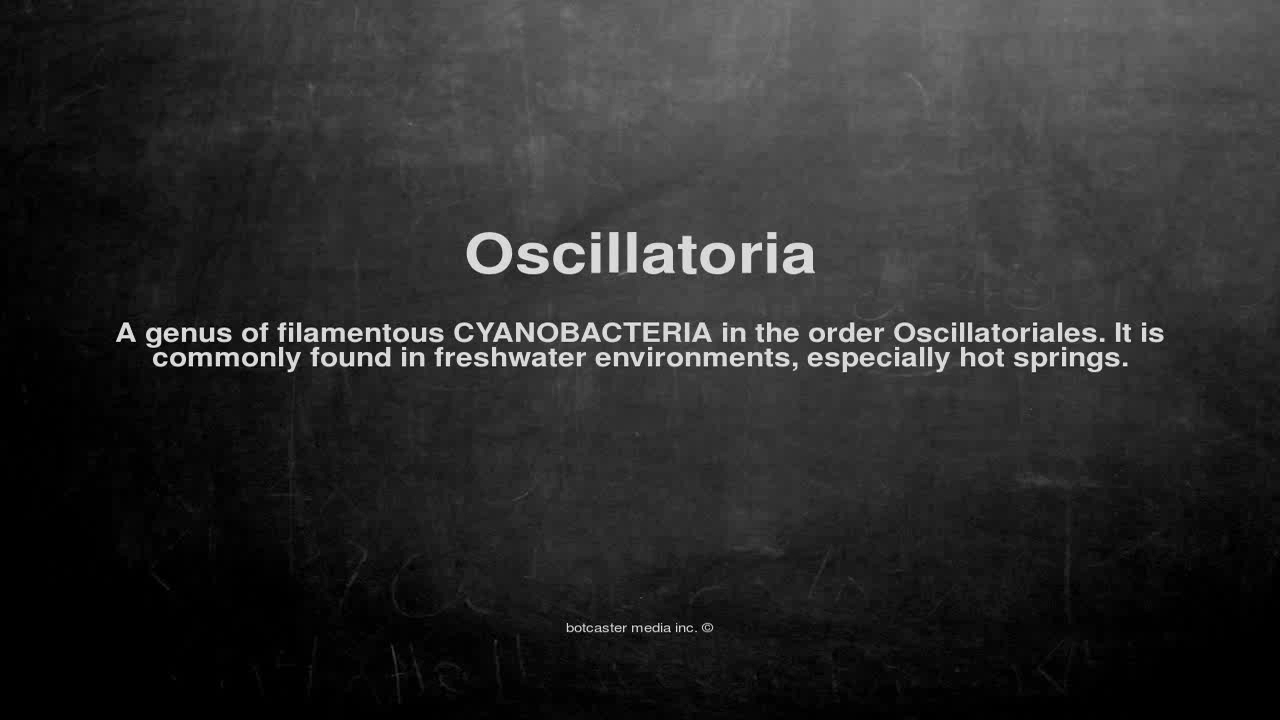 Oscillatoria
A genus of filamentous CYANOBACTERIA in the order Oscillatoriales. It is
commonly found in freshwater environments, especially hot springs.
botcaster media inc. ©